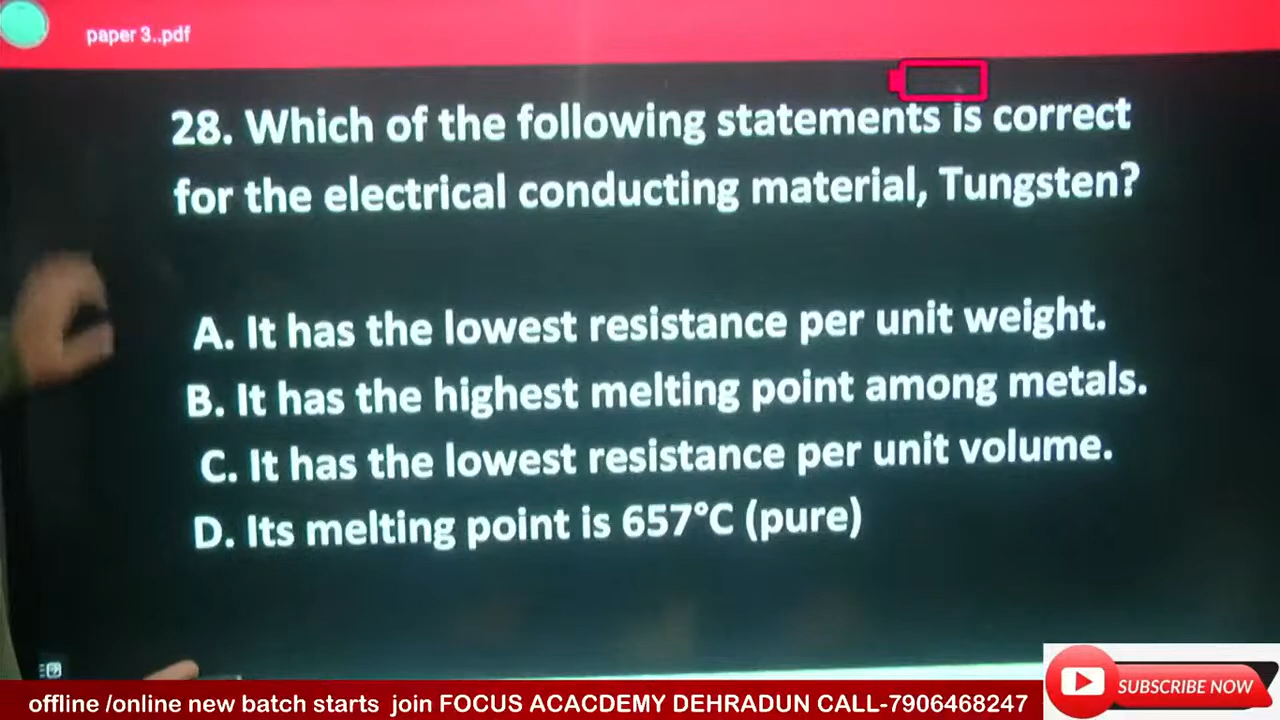 paper 3..pdf
28. Which of the following statements is correct
for the electrical conducting material, Tungsten?
A. It has the lowest resistance per unit weight.
B. It has the highest melting point among metals.
C. It has the lowest resistance per unit volume.
D. Its melting point is 657°C (pure)
offline /online new batch starts join FOCUS ACACDEMY DEHRADUN CALL-7906468247
SUBSCRIBE NOW